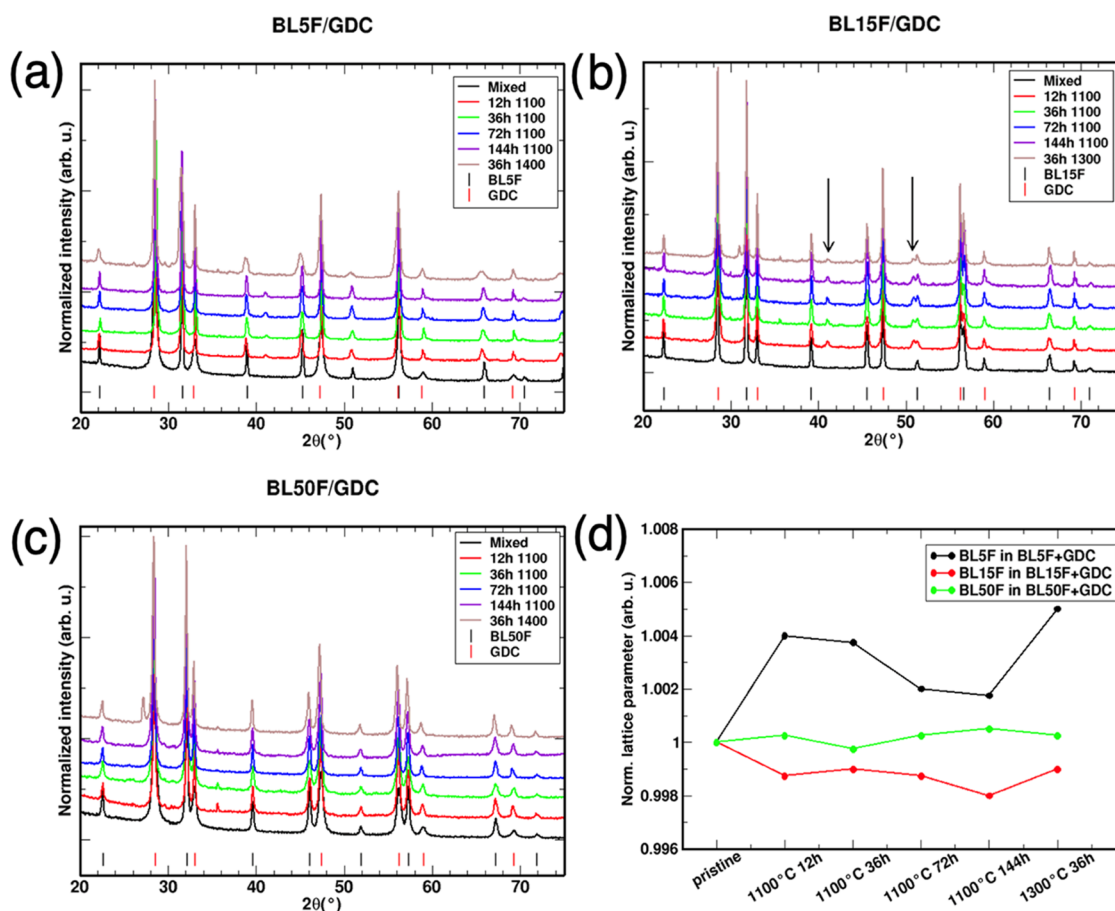 BL5F/GDC
(a)
Normalized intensity (arb. u.)
Mixed
12h 1100
36h 1100
72h 1100
144h 1100
36h 1400
BL5F
GDC
20 30 40 50 60 70
2θ(°)
BL15F/GDC
(b)
Normalized intensity (arb. u.)
Mixed
12h 1100
36h 1100
72h 1100
144h 1100
36h 1300
BL15F
GDC
20 30 40 50 60 70
2θ(°)
BL50F/GDC
(c)
Normalized intensity (arb. u.)
Mixed
12h 1100
36h 1100
72h 1100
144h 1100
36h 1400
BL50F
GDC
20 30 40 50 60 70
2θ(°)
(d)
Norm. lattice parameter (arb. u.)
1.008
1.006
1.004
1.002
1
0.998
0.996
BL5F in BL5F+GDC
BL15F in BL15F+GDC
BL50F in BL50F+GDC
pristine
1100°C 12h
1100°C 36h
1100°C 72h
1100°C 144h
1300°C 36h